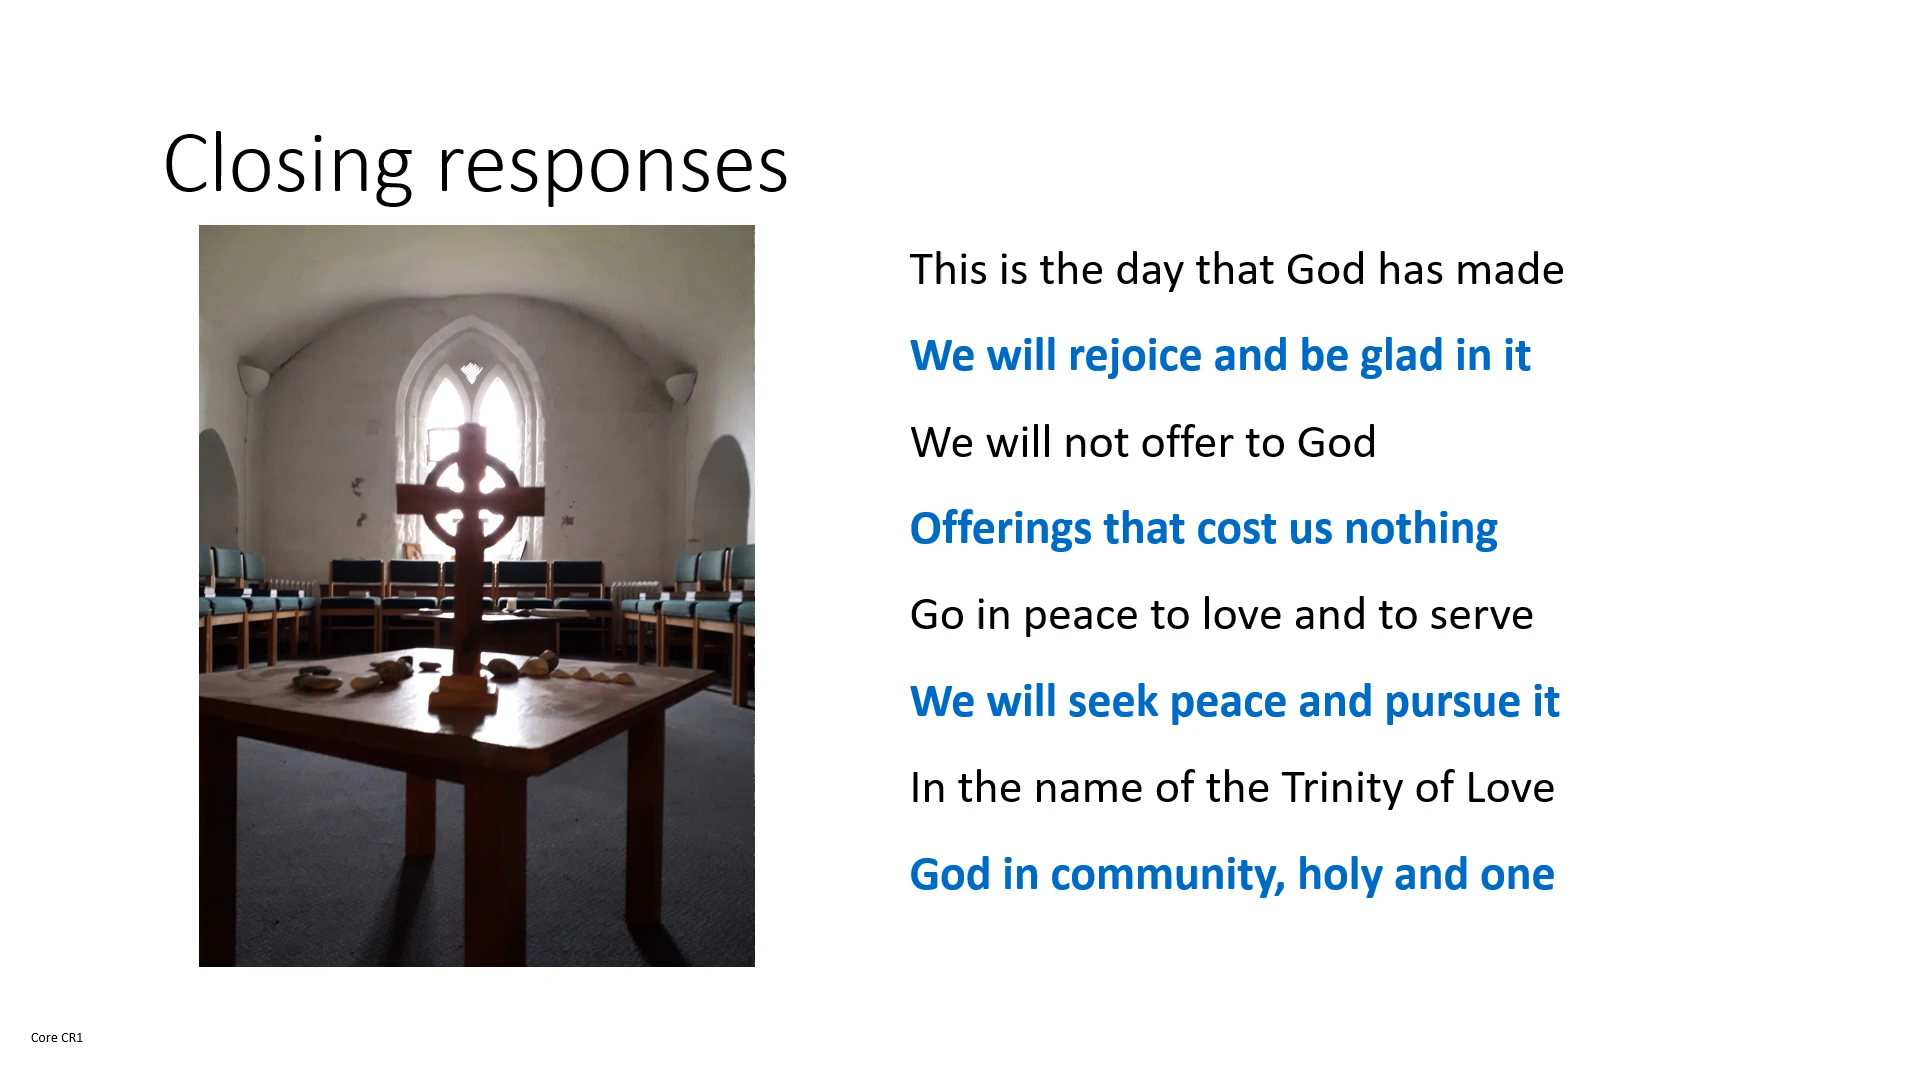 Closing responses
This is the day that God has made
We will rejoice and be glad in it
We will not offer to God
Offerings that cost us nothing
Go in peace to love and to serve
We will seek peace and pursue it
In the name of the Trinity of Love
God in community, holy and one
Core CR1